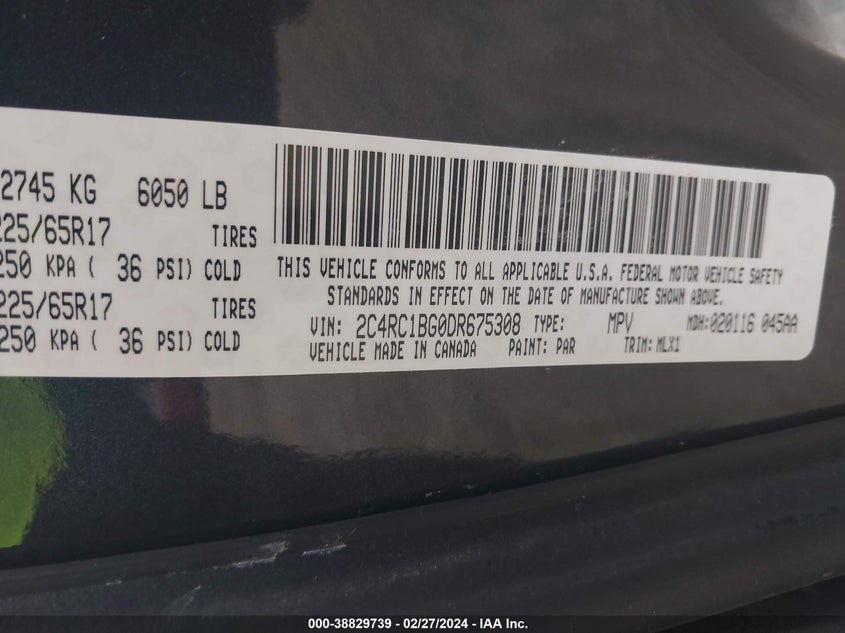 2745 KG 6050 LB
225/65R17 TIRES
250 KPA ( 36 PSI) COLD
225/65R17 TIRES
250 KPA ( 36 PSI) COLD
THIS VEHICLE CONFORMS TO ALL APPLICABLE U.S.A. FEDERAL MOTOR VEHICLE SAFETY
STANDARDS IN EFFECT ON THE DATE OF MANUFACTURE SHOWN ABOVE.
VIN: 2C4RC1BG0DR675308 TYPE: MPV MDH:020116 045AA
VEHICLE MADE IN CANADA PAINT: PAR TRIM: MLX1
000-38829739 - 02/27/2024 - IAA Inc.